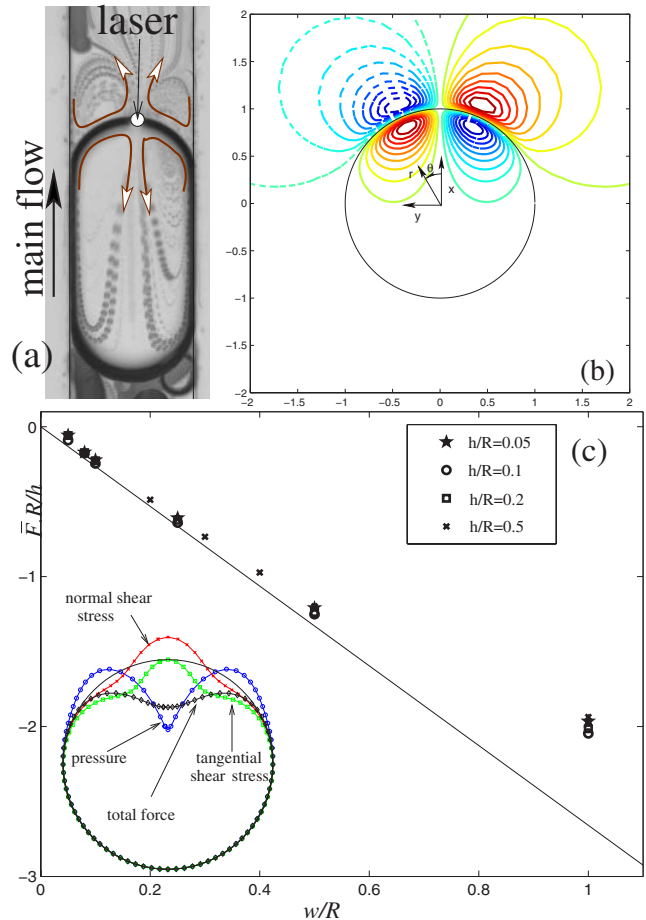 laser
main flow
(a)
2
1.5
1
0.5
0
−0.5
−1
−1.5
2
−2 −1.5 −1 −0.5 0 0.5 1 1.5 2
r θ x
y
(b)
0
−1
−2
−3
F̅.R/h
0 0.2 0.4 0.6 0.8 1
w/R
(c)
h/R=0.05
h/R=0.1
h/R=0.2
h/R=0.5
normal shear
stress
pressure
tangential
shear stress
total force